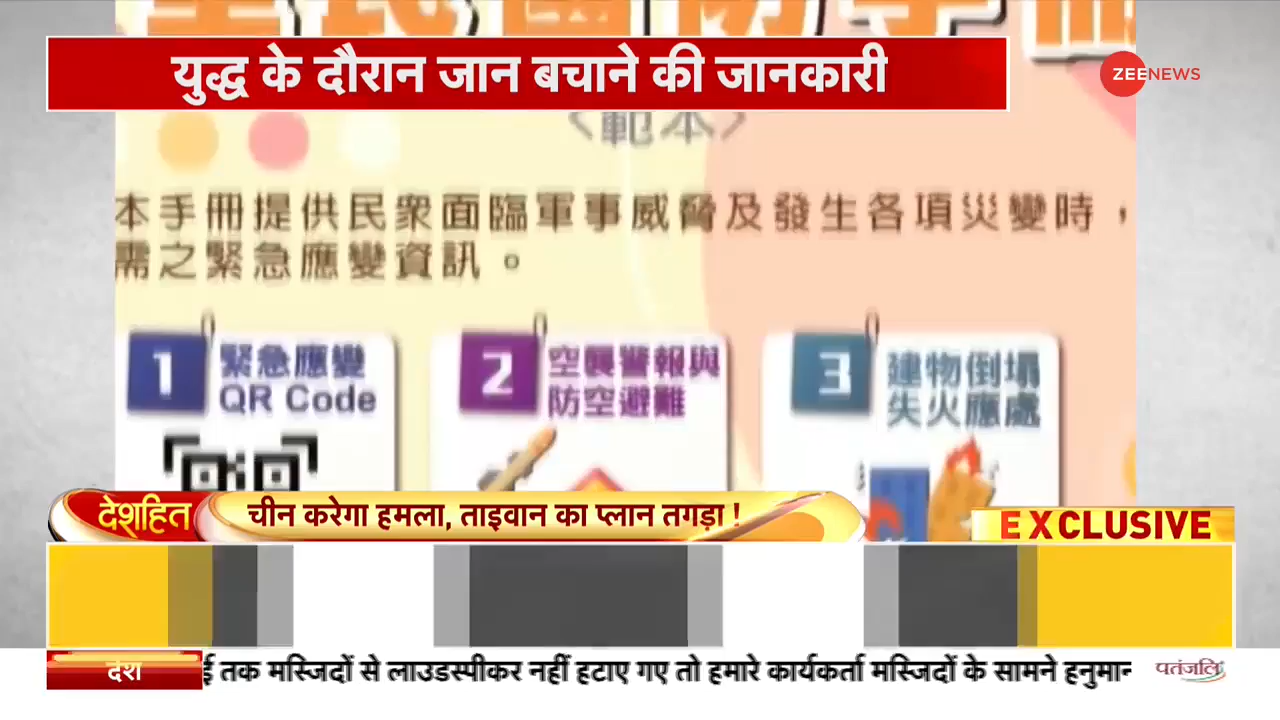 युद्ध के दौरान जान बचाने की जानकारी
ZEENEWS
<範本>
本手冊提供民眾面臨軍事威脅及發生各項災變時，
需之緊急應變資訊。
1 緊急應變
QR Code
2 空襲警報與
防空避難
3 建物倒塌
失火應處
देशहित
चीन करेगा हमला, ताइवान का प्लान तगड़ा !
EXCLUSIVE
देश
ई तक मस्जिदों से लाउडस्पीकर नहीं हटाए गए तो हमारे कार्यकर्ता मस्जिदों के सामने हनुमान
पतंजलि